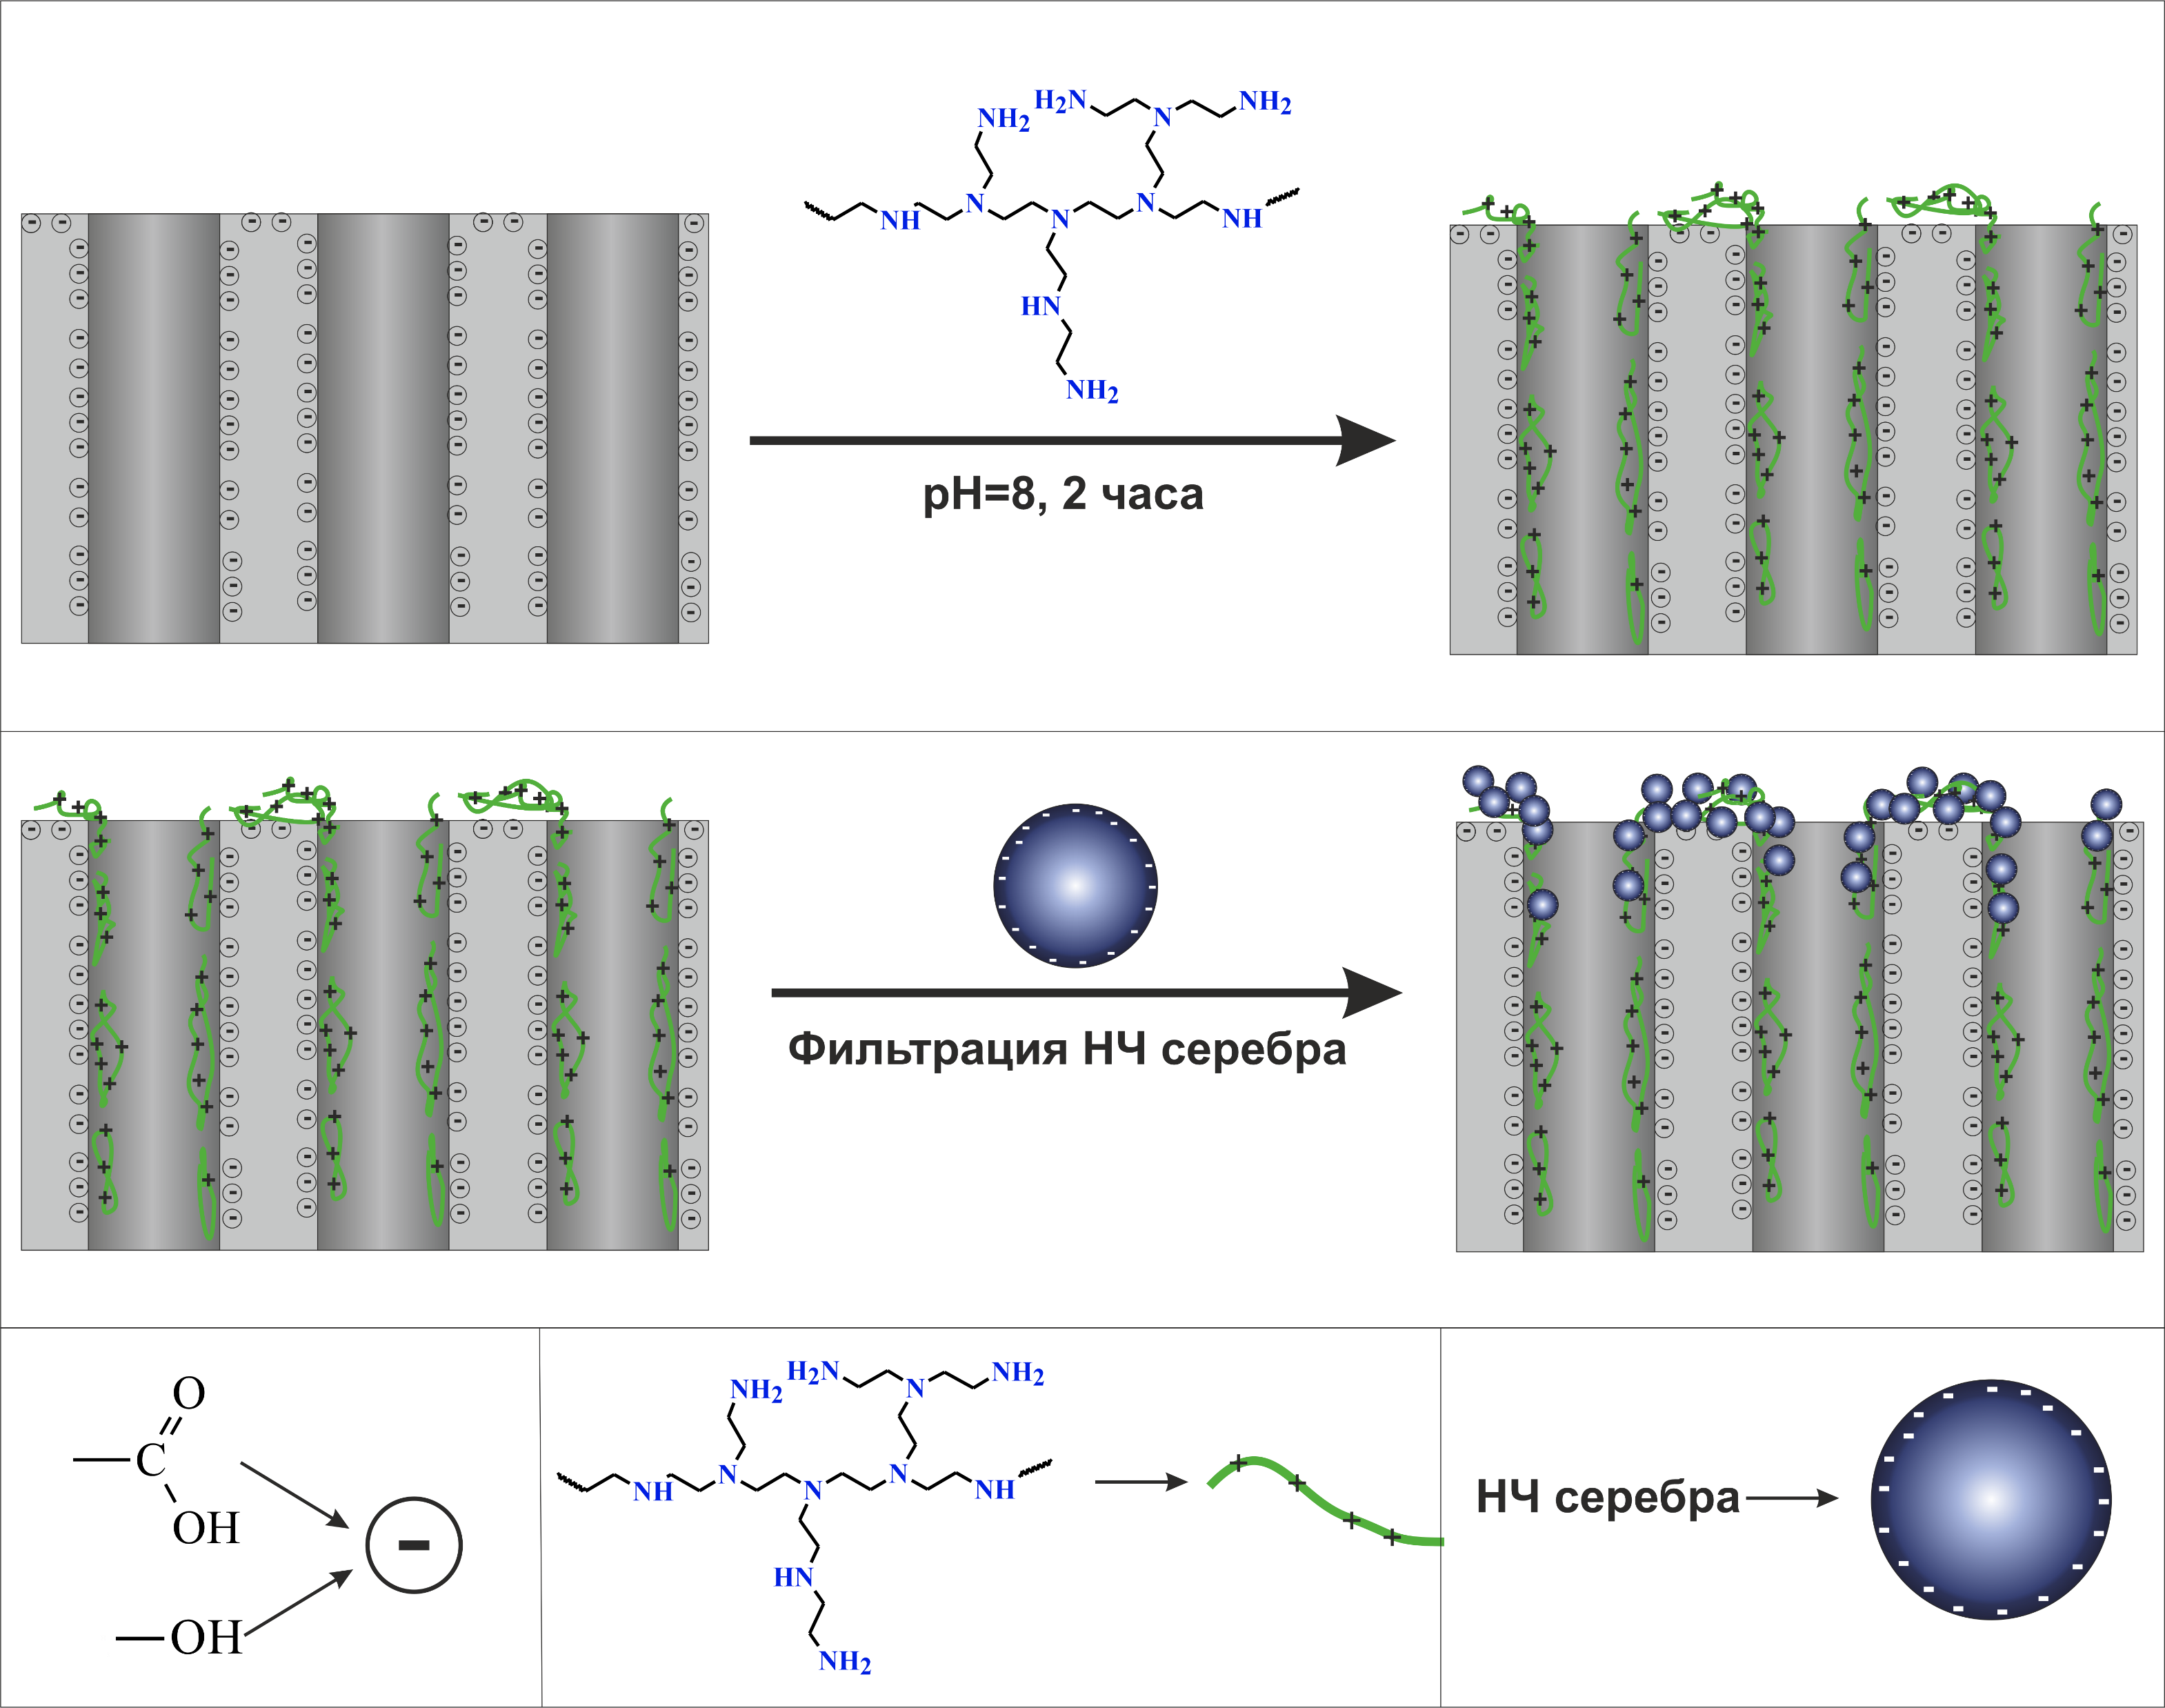 NH2
H2N
N
NH2
NH
N
N
N
NH
HN
NH2
pH=8, 2 часа
Фильтрация НЧ серебра
O
C
OH
OH
-
NH2
H2N
N
NH2
NH
N
N
N
NH
HN
NH2
НЧ серебра